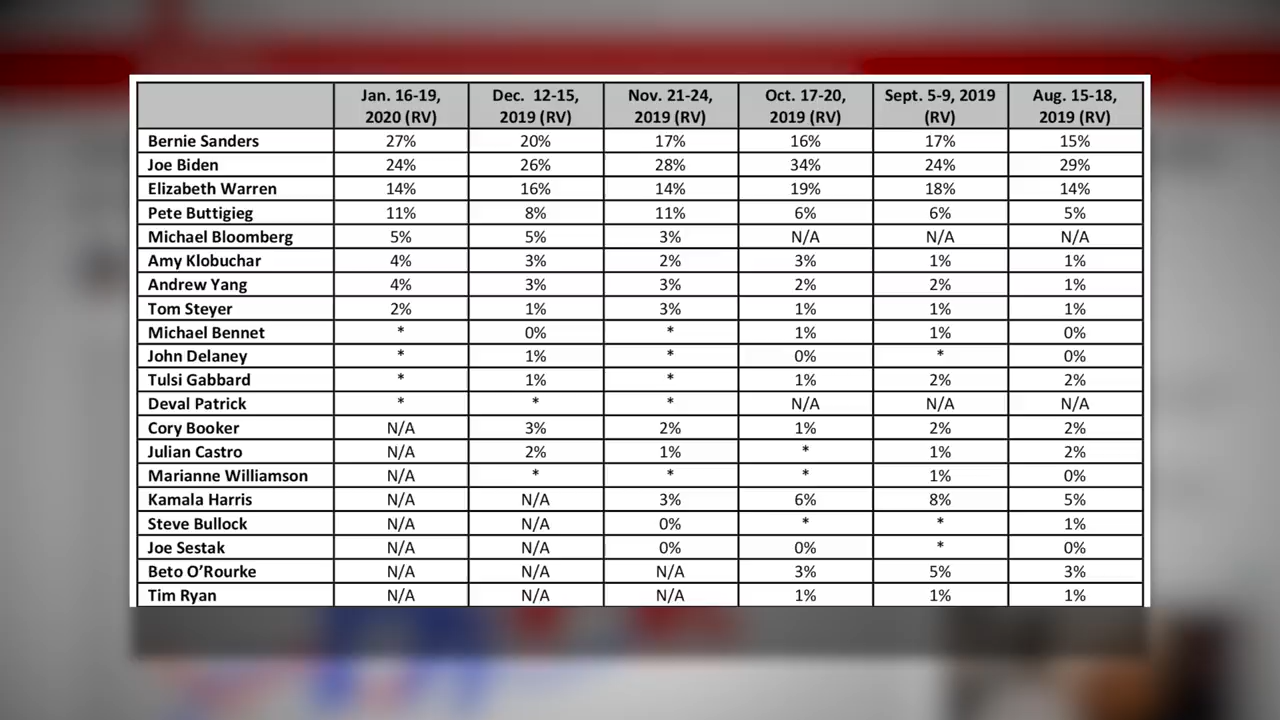 Jan. 16-19, 2020 (RV) Dec. 12-15, 2019 (RV) Nov. 21-24, 2019 (RV) Oct. 17-20, 2019 (RV) Sept. 5-9, 2019 (RV) Aug. 15-18, 2019 (RV)
Bernie Sanders 27% 20% 17% 16% 17% 15%
Joe Biden 24% 26% 28% 34% 24% 29%
Elizabeth Warren 14% 16% 14% 19% 18% 14%
Pete Buttigieg 11% 8% 11% 6% 6% 5%
Michael Bloomberg 5% 5% 3% N/A N/A N/A
Amy Klobuchar 4% 3% 2% 3% 1% 1%
Andrew Yang 4% 3% 3% 2% 2% 1%
Tom Steyer 2% 1% 3% 1% 1% 1%
Michael Bennet * 0% * 1% 1% 0%
John Delaney * 1% * 0% * 0%
Tulsi Gabbard * 1% * 1% 2% 2%
Deval Patrick * * * N/A N/A N/A
Cory Booker N/A 3% 2% 1% 2% 2%
Julian Castro N/A 2% 1% * 1% 2%
Marianne Williamson N/A * * * 1% 0%
Kamala Harris N/A N/A 3% 6% 8% 5%
Steve Bullock N/A N/A 0% * * 1%
Joe Sestak N/A N/A 0% 0% * 0%
Beto O’Rourke N/A N/A N/A 3% 5% 3%
Tim Ryan N/A N/A N/A 1% 1% 1%